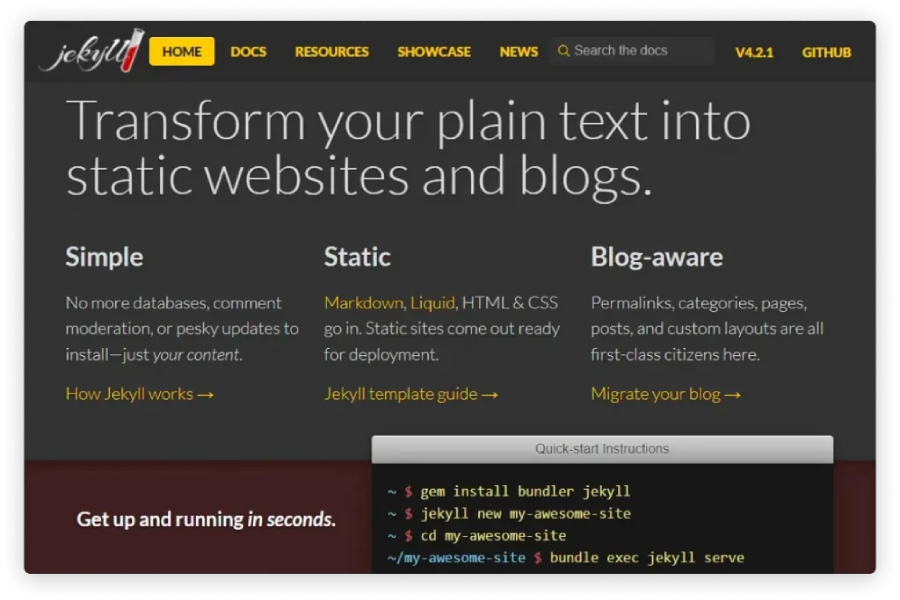 jekyll HOME DOCS RESOURCES SHOWCASE NEWS Search the docs V4.2.1 GITHUB
Transform your plain text into
static websites and blogs.
Simple
No more databases, comment
moderation, or pesky updates to
install—just your content.
How Jekyll works →
Static
Markdown, Liquid, HTML & CSS
go in. Static sites come out ready
for deployment.
Jekyll template guide →
Blog-aware
Permalinks, categories, pages,
posts, and custom layouts are all
first-class citizens here.
Migrate your blog →
Get up and running in seconds.
Quick-start Instructions
~ $ gem install bundler jekyll
~ $ jekyll new my-awesome-site
~ $ cd my-awesome-site
~/my-awesome-site $ bundle exec jekyll serve